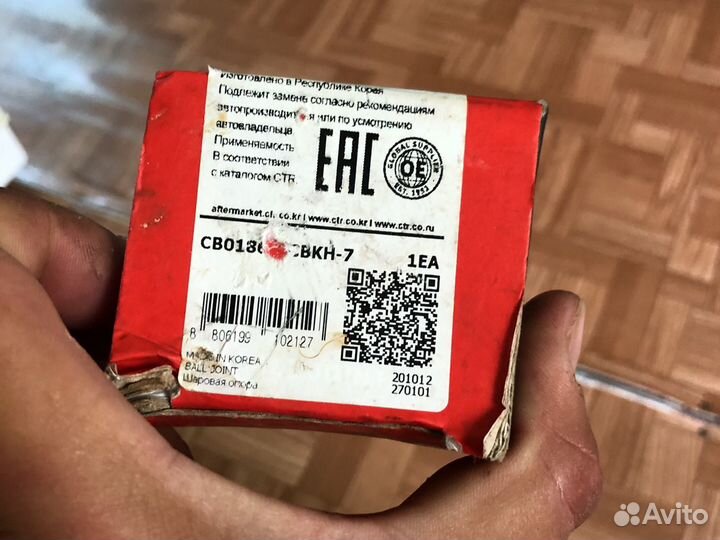 Изготовлено в Республике Корея
Подлежит замене согласно рекомендациям
или по усмотрению
автовладельца
Применяемость
В соответствии
с каталогом CTR
EAC
GLOBAL SUPPLIER
OE
EST. 1952
www.ctr.co.kr I www.ctr.co.ru
CBKH-7 1EA
8 806199 102127
MADE IN KOREA
BALL JOINT
Шаровая опора
201012
270101
Avito